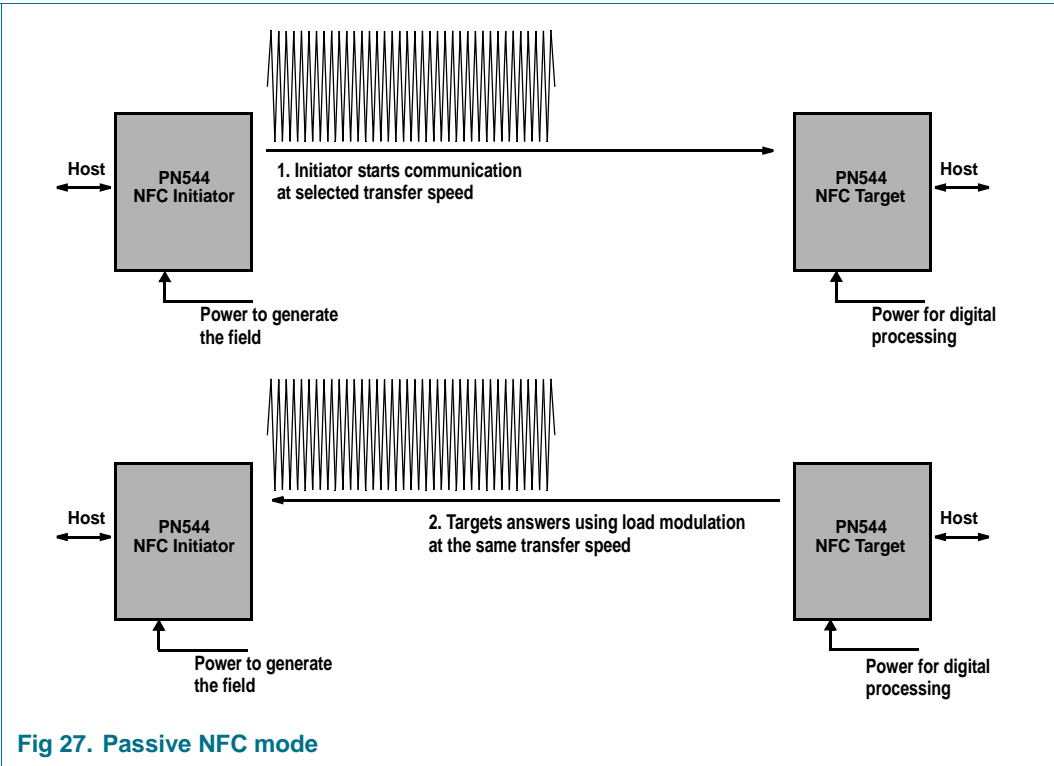 Host
PN544
NFC Initiator
1. Initiator starts communication
at selected transfer speed
PN544
NFC Target
Host
Power to generate
the field
Power for digital
processing
Host
PN544
NFC Initiator
2. Targets answers using load modulation
at the same transfer speed
PN544
NFC Target
Host
Power to generate
the field
Power for digital
processing
Fig 27. Passive NFC mode